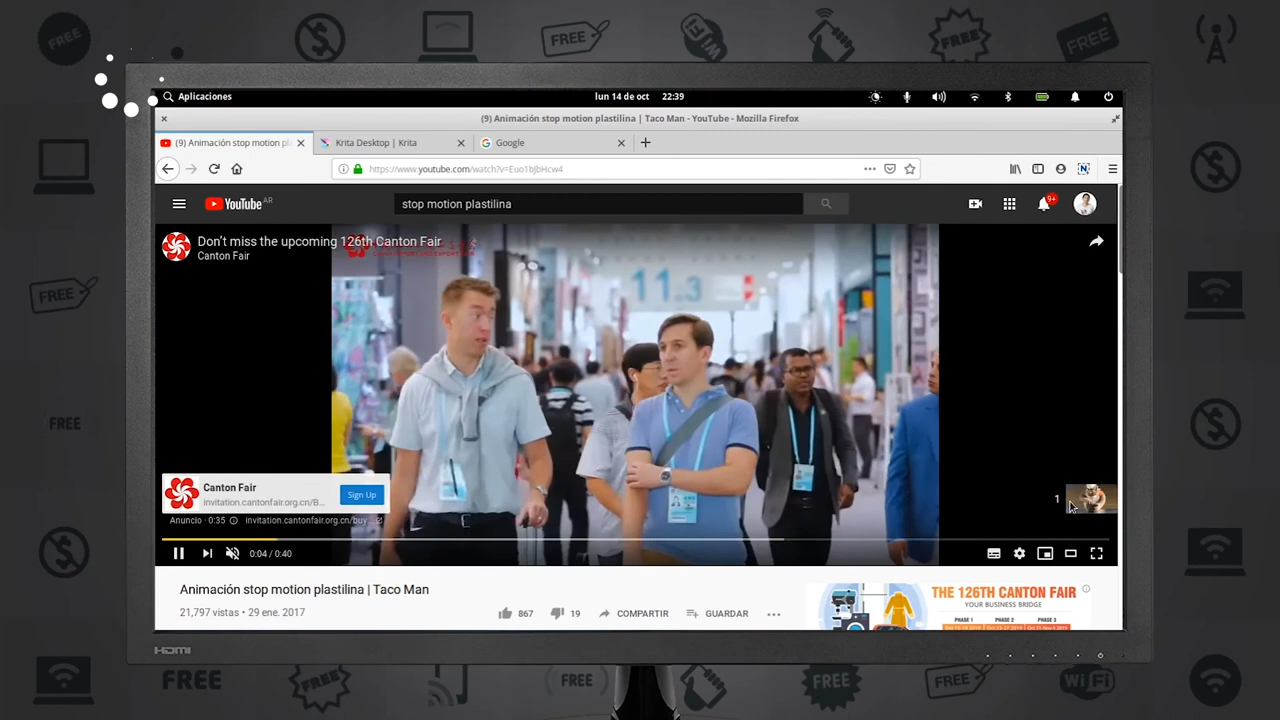 FREE
FREE
WiFi
FREE
FREE
Aplicaciones
lun 14 de oct 22:39
(9) Animación stop motion plastilina | Taco Man - YouTube - Mozilla Firefox
(9) Animación stop motion pl
Krita Desktop | Krita
Google
https://www.youtube.com/watch?v=Euo1bJbHcw4
YouTube AR
stop motion plastilina
9+
Don't miss the upcoming 126th Canton Fair
Canton Fair
11.3
FREE
FREE
Canton Fair
invitation.cantonfair.org.cn/B...
Sign Up
1
Anuncio · 0:35
invitation.cantonfair.org.cn/buy...
0:04 / 0:40
Animación stop motion plastilina | Taco Man
21,797 vistas • 29 ene. 2017
867
19
COMPARTIR
GUARDAR
THE 126TH CANTON FAIR
YOUR BUSINESS BRIDGE
PHASE 1 PHASE 2 PHASE 3
HDMI
FREE
FREE
FREE
FREE
FREE
WiFi